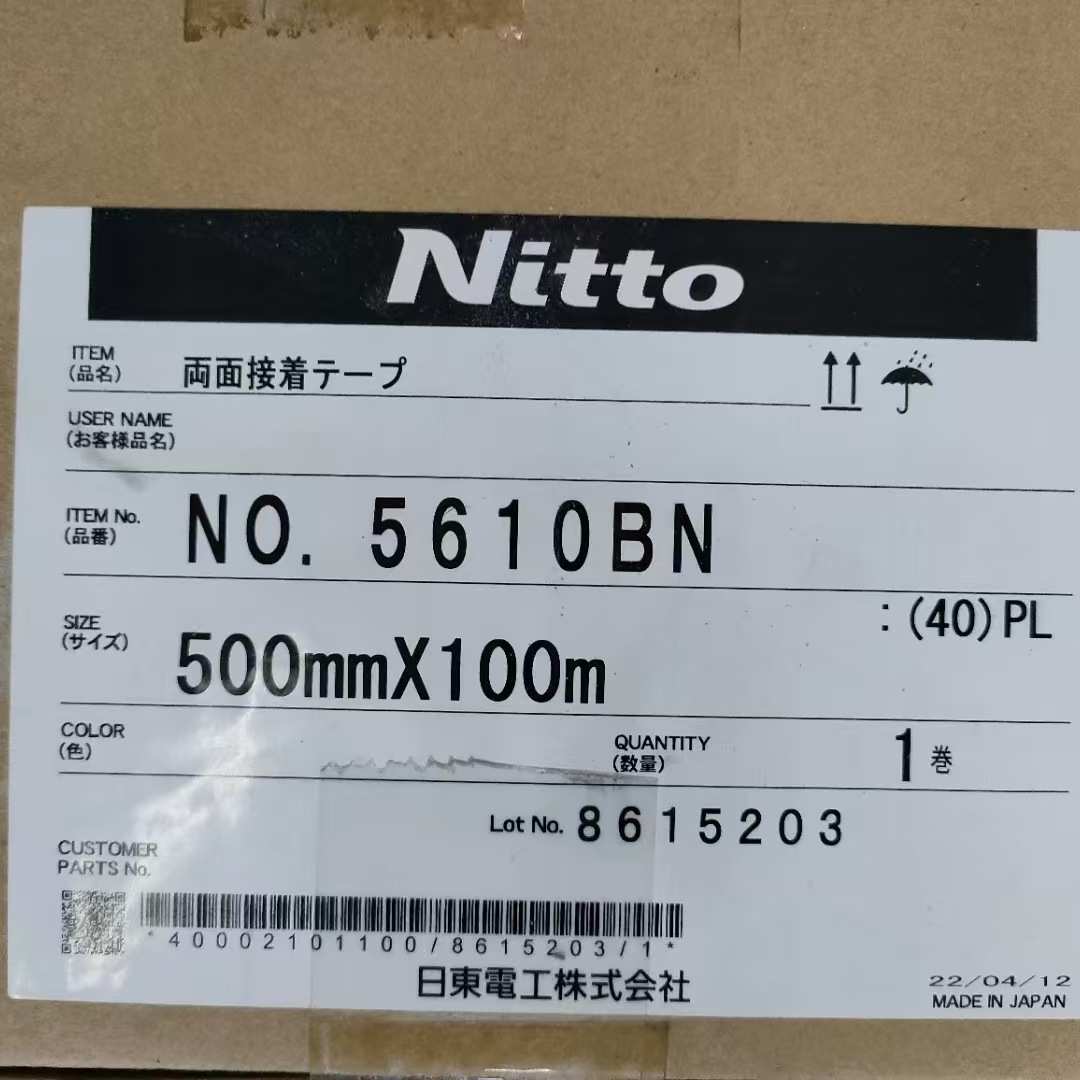 Nitto
ITEM
(品名) 両面接着テープ
USER NAME
(お客様品名)
ITEM No.
(品番) NO. 5610BN
: (40) PL
SIZE
(サイズ) 500mmX100m
COLOR
(色)
QUANTITY
(数量) 1 巻
Lot No. 8615203
CUSTOMER
PARTS No.
*40002101100/8615203/1*
日東電工株式会社
22/04/12
MADE IN JAPAN